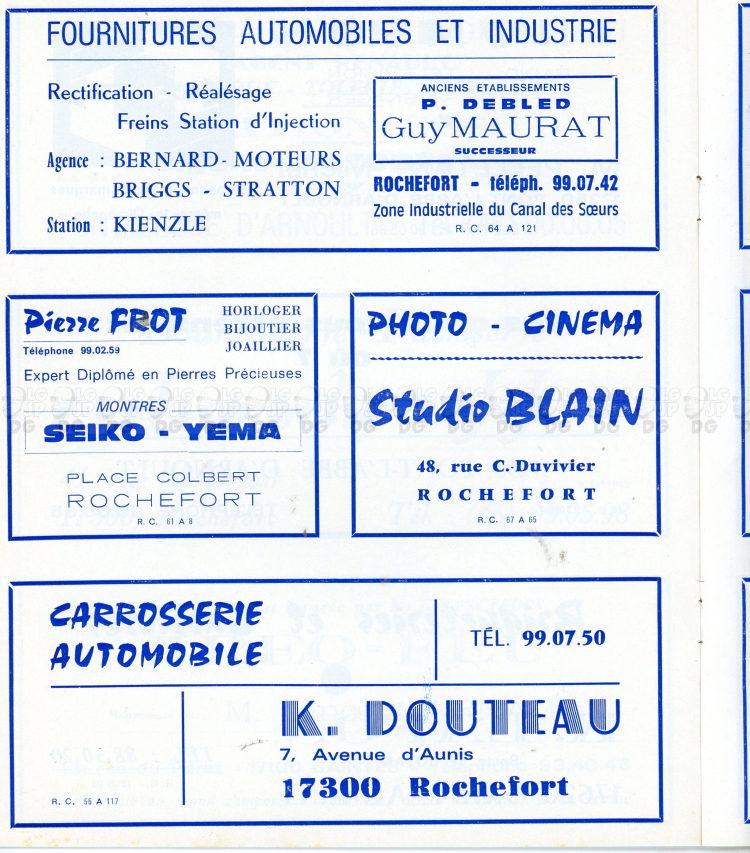 FOURNITURES AUTOMOBILES ET INDUSTRIE
Rectification - Réalésage
Freins Station d'Injection
Agence : BERNARD - MOTEURS
BRIGGS - STRATTON
Station : KIENZLE
ANCIENS ETABLISSEMENTS
P. DEBLED
Guy MAURAT
SUCCESSEUR
ROCHEFORT - téléph. 99.07.42
Zone Industrielle du Canal des Sœurs
R. C. 64 A 121
Pierre FROT
HORLOGER
BIJOUTIER
JOAILLIER
Téléphone 99.02.59
Expert Diplômé en Pierres Précieuses
MONTRES
SEIKO - YEMA
PLACE COLBERT
ROCHEFORT
R. C. 61 A 8
PHOTO - CINEMA
Studio BLAIN
48, rue C.-Duvivier
ROCHEFORT
R. C. 67 A 65
CARROSSERIE
AUTOMOBILE
TÉL. 99.07.50
K. DOUTEAU
7, Avenue d'Aunis
17300 Rochefort
R. C. 55 A 117